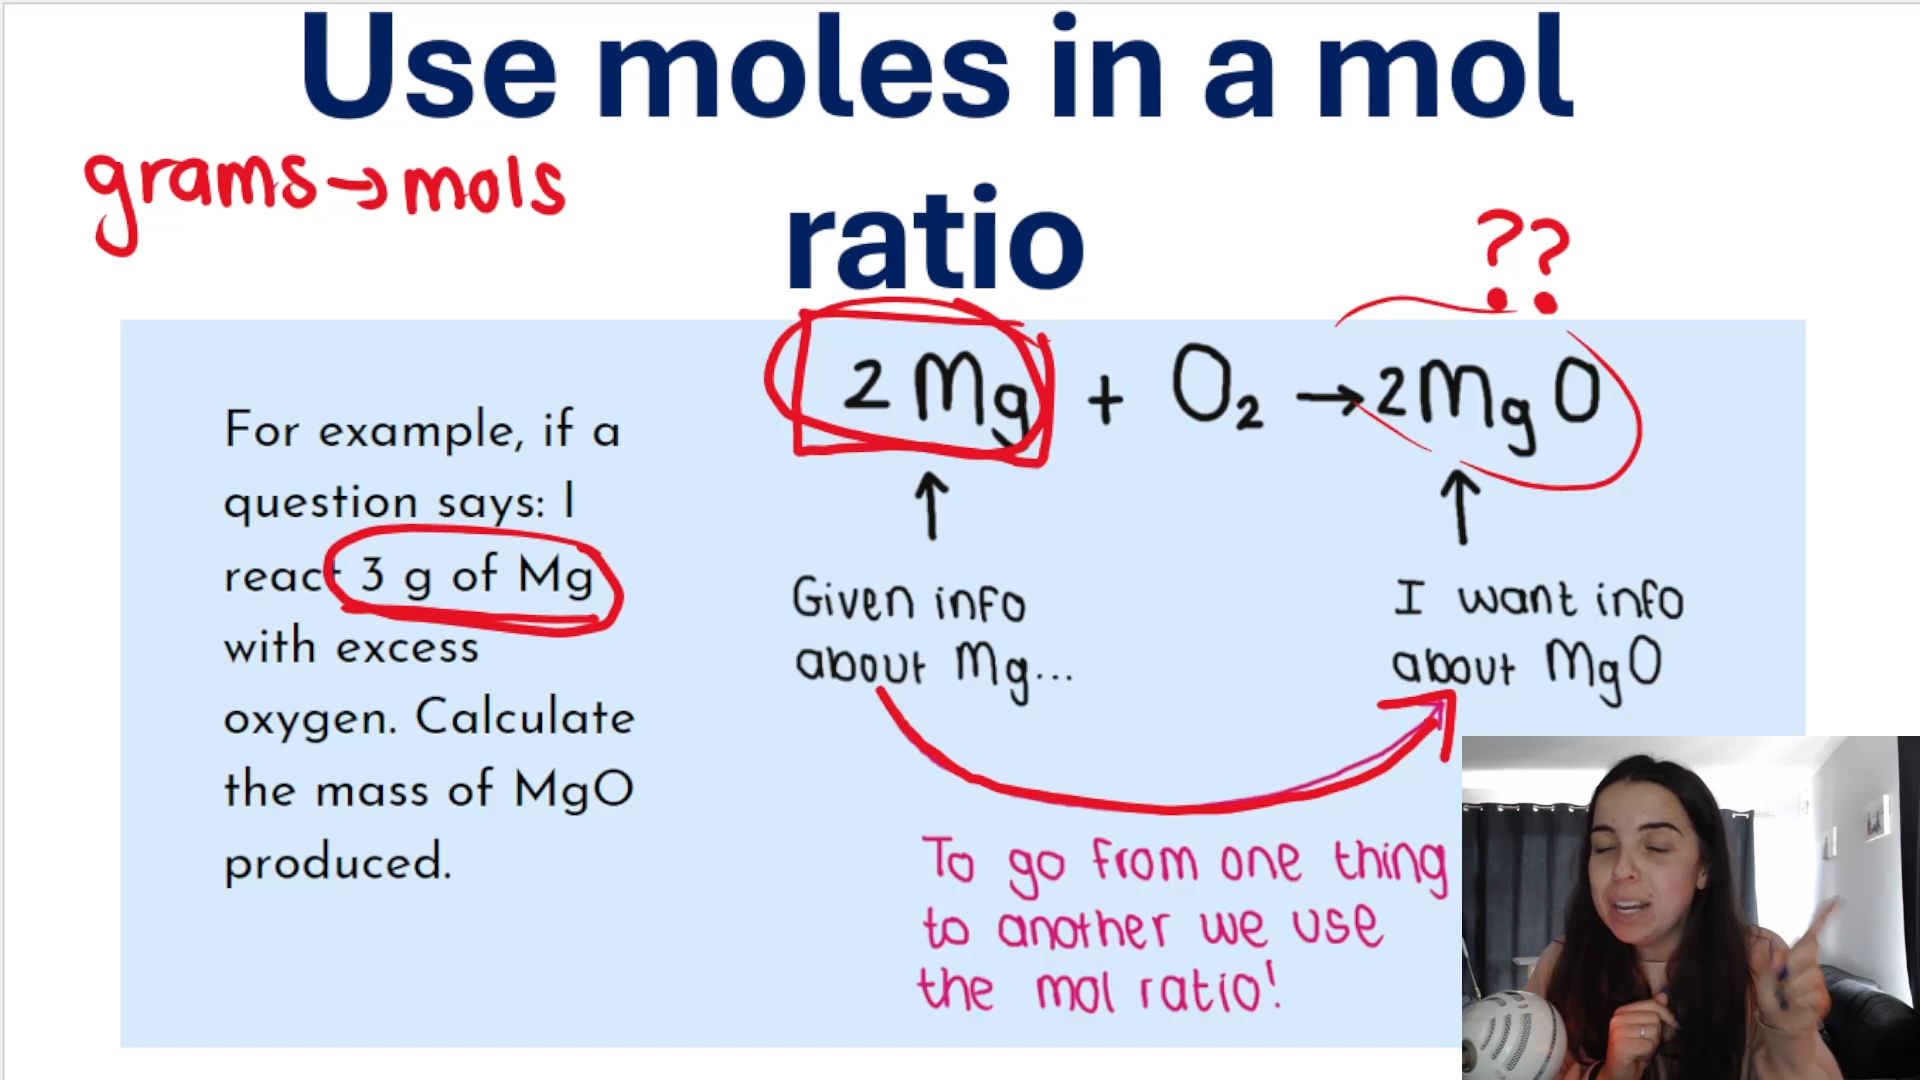 Use moles in a mol
ratio
grams→mols
??
2Mg + O₂ →2MgO
For example, if a
question says: I
react 3 g of Mg
with excess
oxygen. Calculate
the mass of MgO
produced.
Given info
about Mg...
I want info
about MgO
To go from one thing
to another we use
the mol ratio!